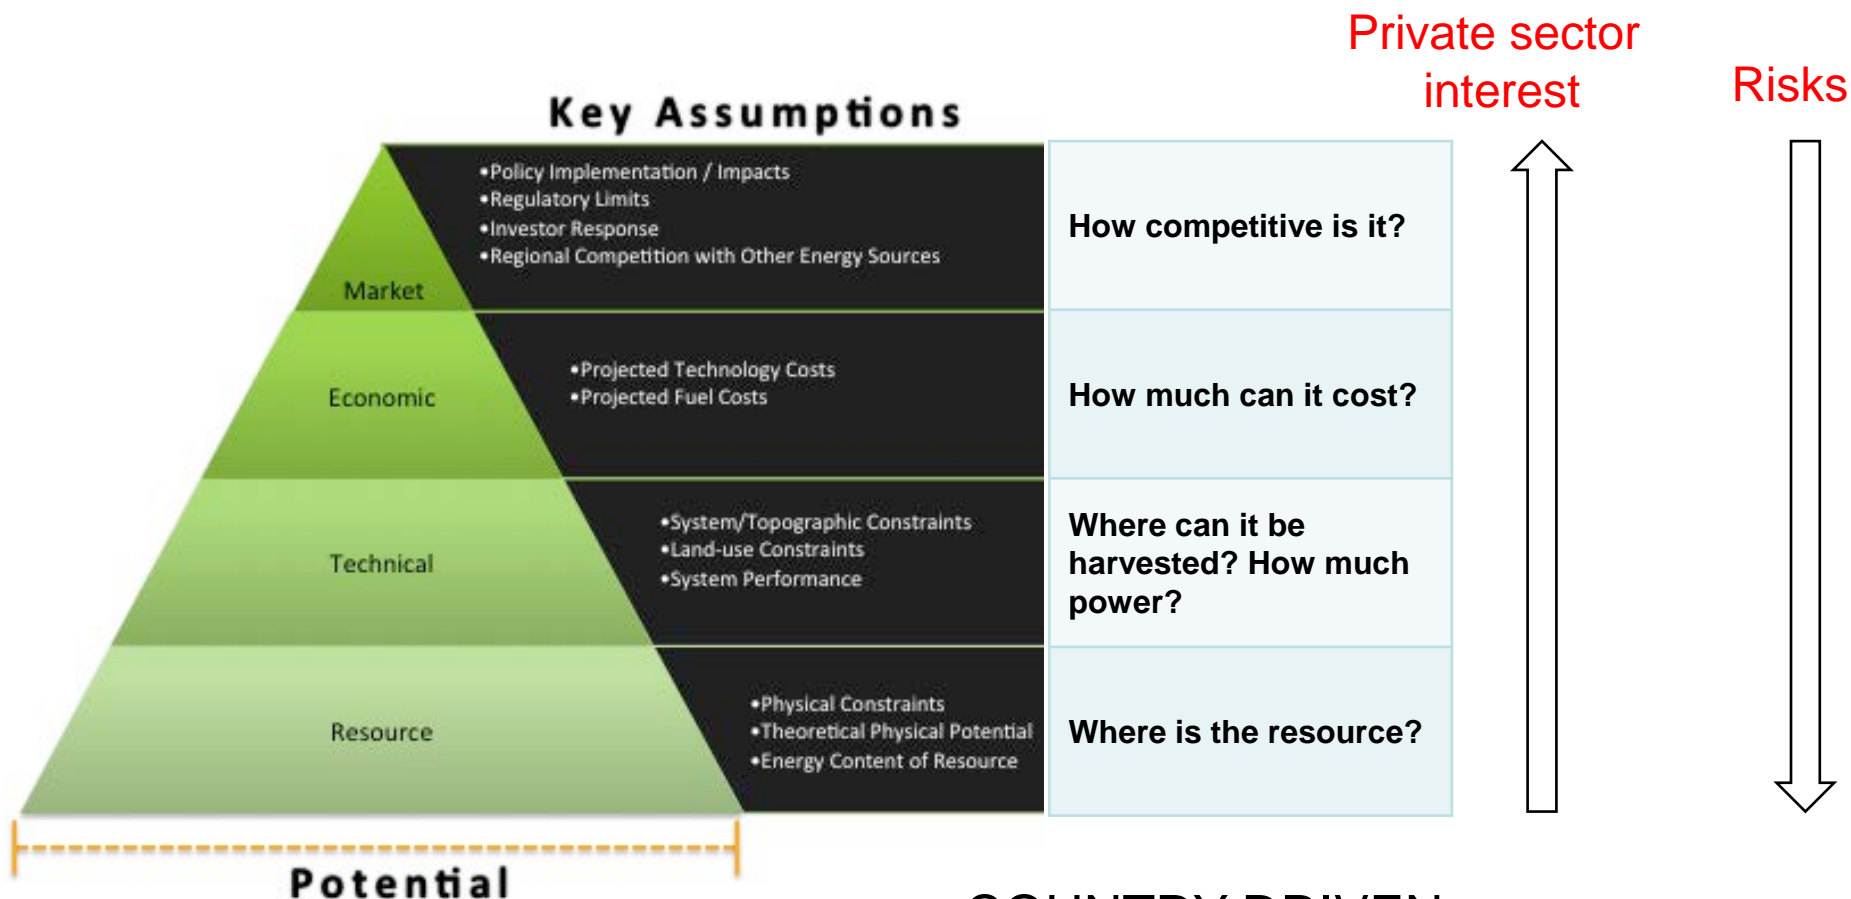 Private sector
interest
Risks
Key Assumptions
•Policy Implementation / Impacts
•Regulatory Limits
•Investor Response
•Regional Competition with Other Energy Sources
Market
How competitive is it?
•Projected Technology Costs
•Projected Fuel Costs
Economic
How much can it cost?
•System/Topographic Constraints
•Land-use Constraints
•System Performance
Technical
Where can it be
harvested? How much
power?
•Physical Constraints
•Theoretical Physical Potential
•Energy Content of Resource
Resource
Where is the resource?
Potential
COUNTRY DRIVEN